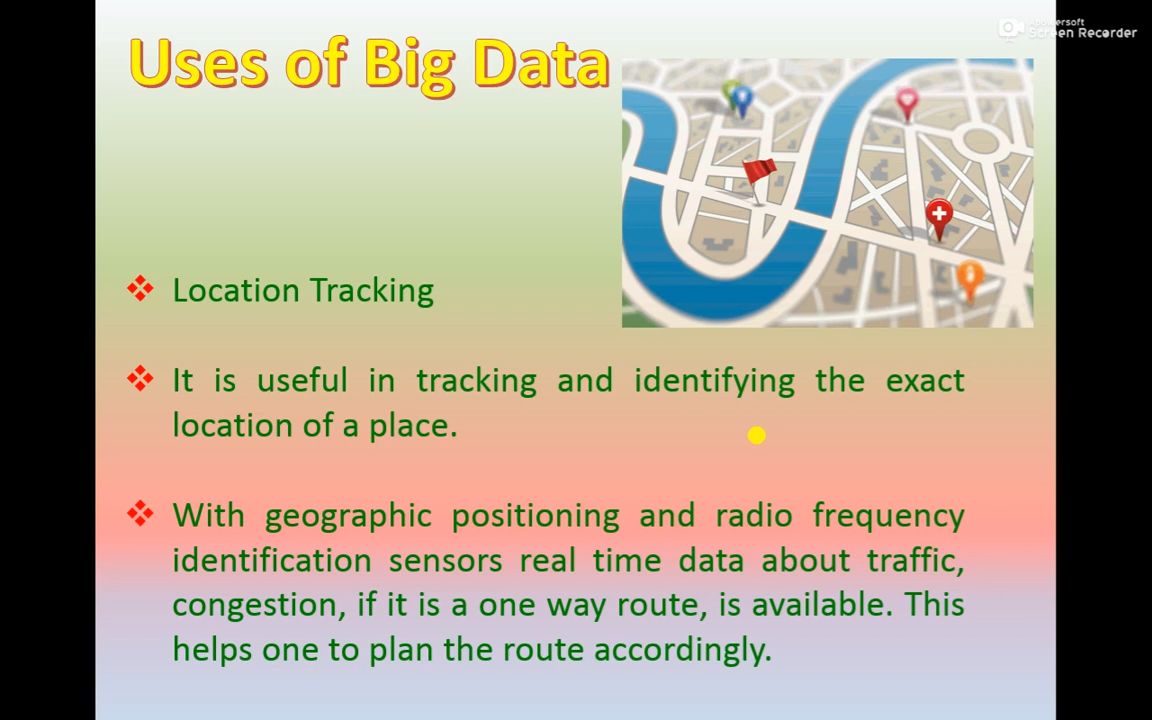 Uses of Big Data
Apowersoft
Screen Recorder
Location Tracking
It is useful in tracking and identifying the exact
location of a place.
With geographic positioning and radio frequency
identification sensors real time data about traffic,
congestion, if it is a one way route, is available. This
helps one to plan the route accordingly.